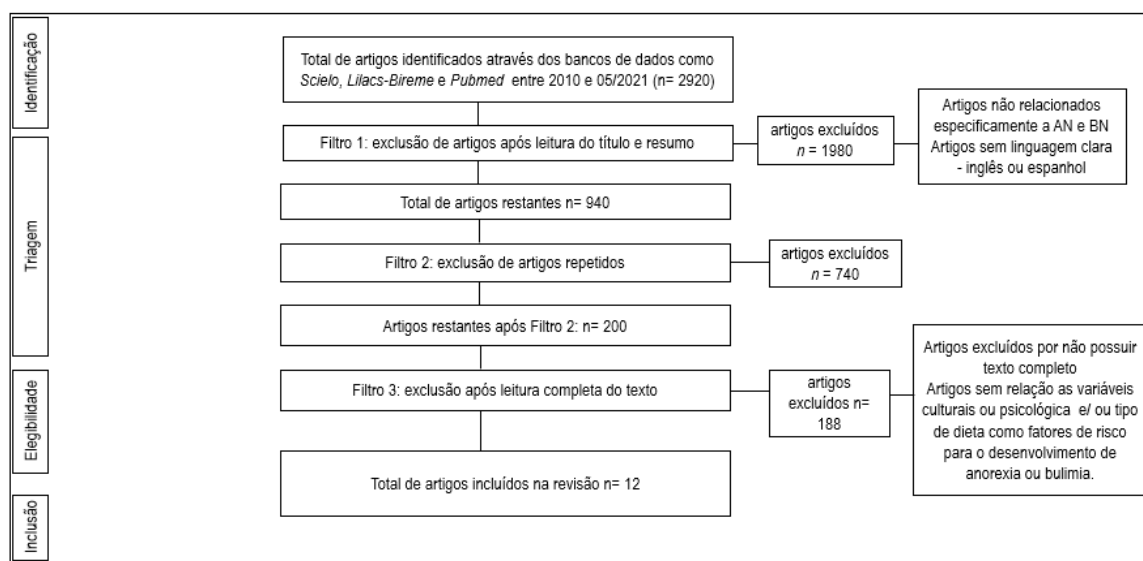 Identificação
Total de artigos identificados através dos bancos de dados como
Scielo, Lilacs-Bireme e Pubmed entre 2010 e 05/2021 (n= 2920)
Triagem
Filtro 1: exclusão de artigos após leitura do título e resumo
artigos excluídos
n = 1980
Artigos não relacionados
especificamente a AN e BN
Artigos sem linguagem clara
- inglês ou espanhol
Total de artigos restantes n= 940
Filtro 2: exclusão de artigos repetidos
artigos excluídos
n = 740
Artigos restantes após Filtro 2: n= 200
Elegibilidade
Filtro 3: exclusão após leitura completa do texto
artigos
excluídos n=
188
Artigos excluídos por não possuir
texto completo
Artigos sem relação as variáveis
culturais ou psicológica e/ ou tipo
de dieta como fatores de risco
para o desenvolvimento de
anorexia ou bulimia.
Total de artigos incluídos na revisão n= 12
Inclusão